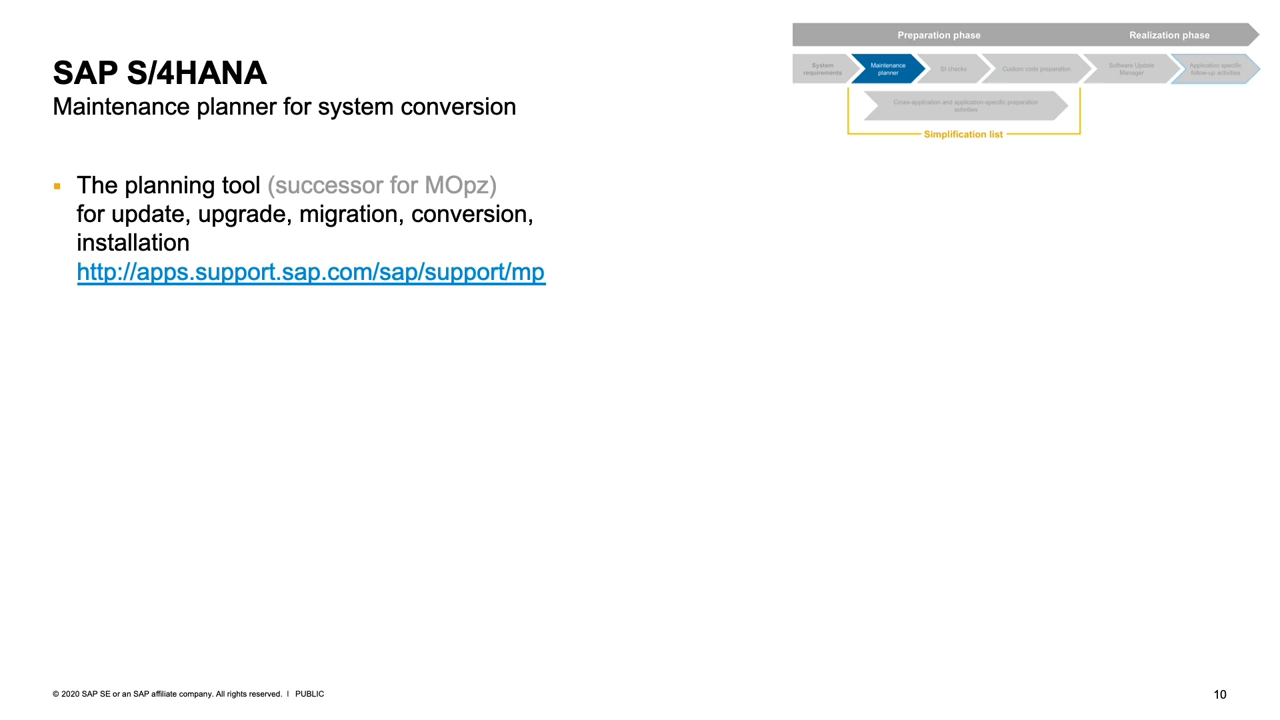 Preparation phase
Realization phase
System
requirements
Maintenance
planner
SI checks
Custom code preparation
Software Update
Manager
Application specific
follow-up activities
Cross-application and application-specific preparation
activities
Simplification list
SAP S/4HANA
Maintenance planner for system conversion
The planning tool (successor for MOpz)
for update, upgrade, migration, conversion,
installation
http://apps.support.sap.com/sap/support/mp
© 2020 SAP SE or an SAP affiliate company. All rights reserved. ǀ PUBLIC
10